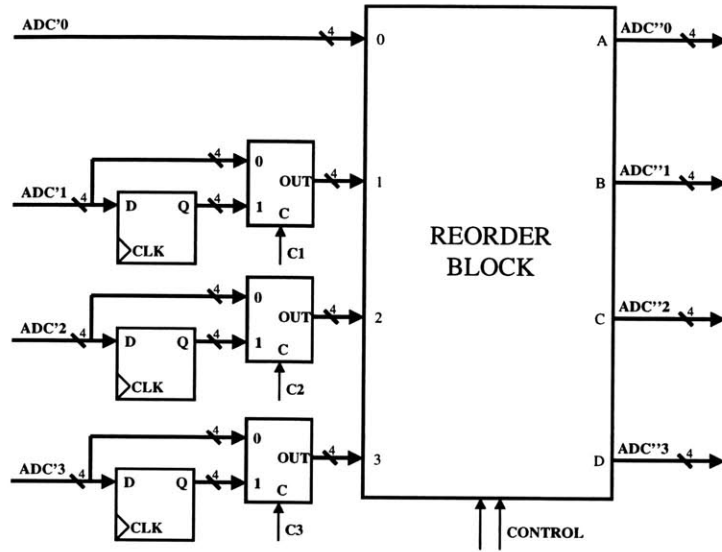 ADC'0 4 0 A ADC''0 4
4 0 OUT 4 1 B ADC''1 4
ADC'1 4 D Q 4 1 C
CLK C1
REORDER
BLOCK
4 0 OUT 4 2 C ADC''2 4
ADC'2 4 D Q 4 1 C
CLK C2
4 0 OUT 4 3 D ADC''3 4
ADC'3 4 D Q 4 1 C
CLK C3
CONTROL